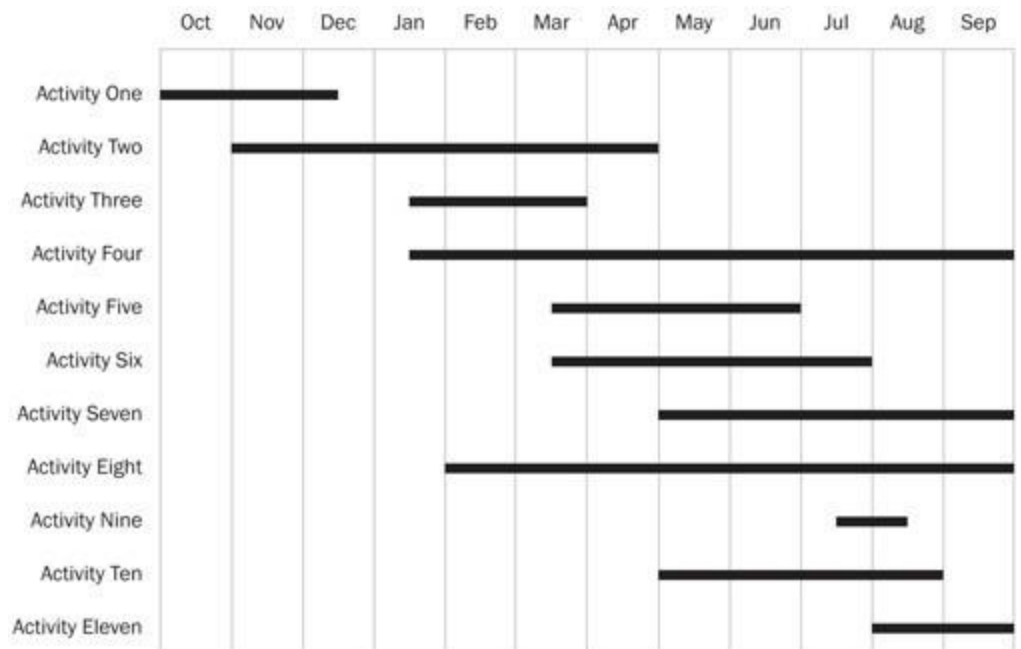 Oct Nov Dec Jan Feb Mar Apr May Jun Jul Aug Sep
Activity One
Activity Two
Activity Three
Activity Four
Activity Five
Activity Six
Activity Seven
Activity Eight
Activity Nine
Activity Ten
Activity Eleven